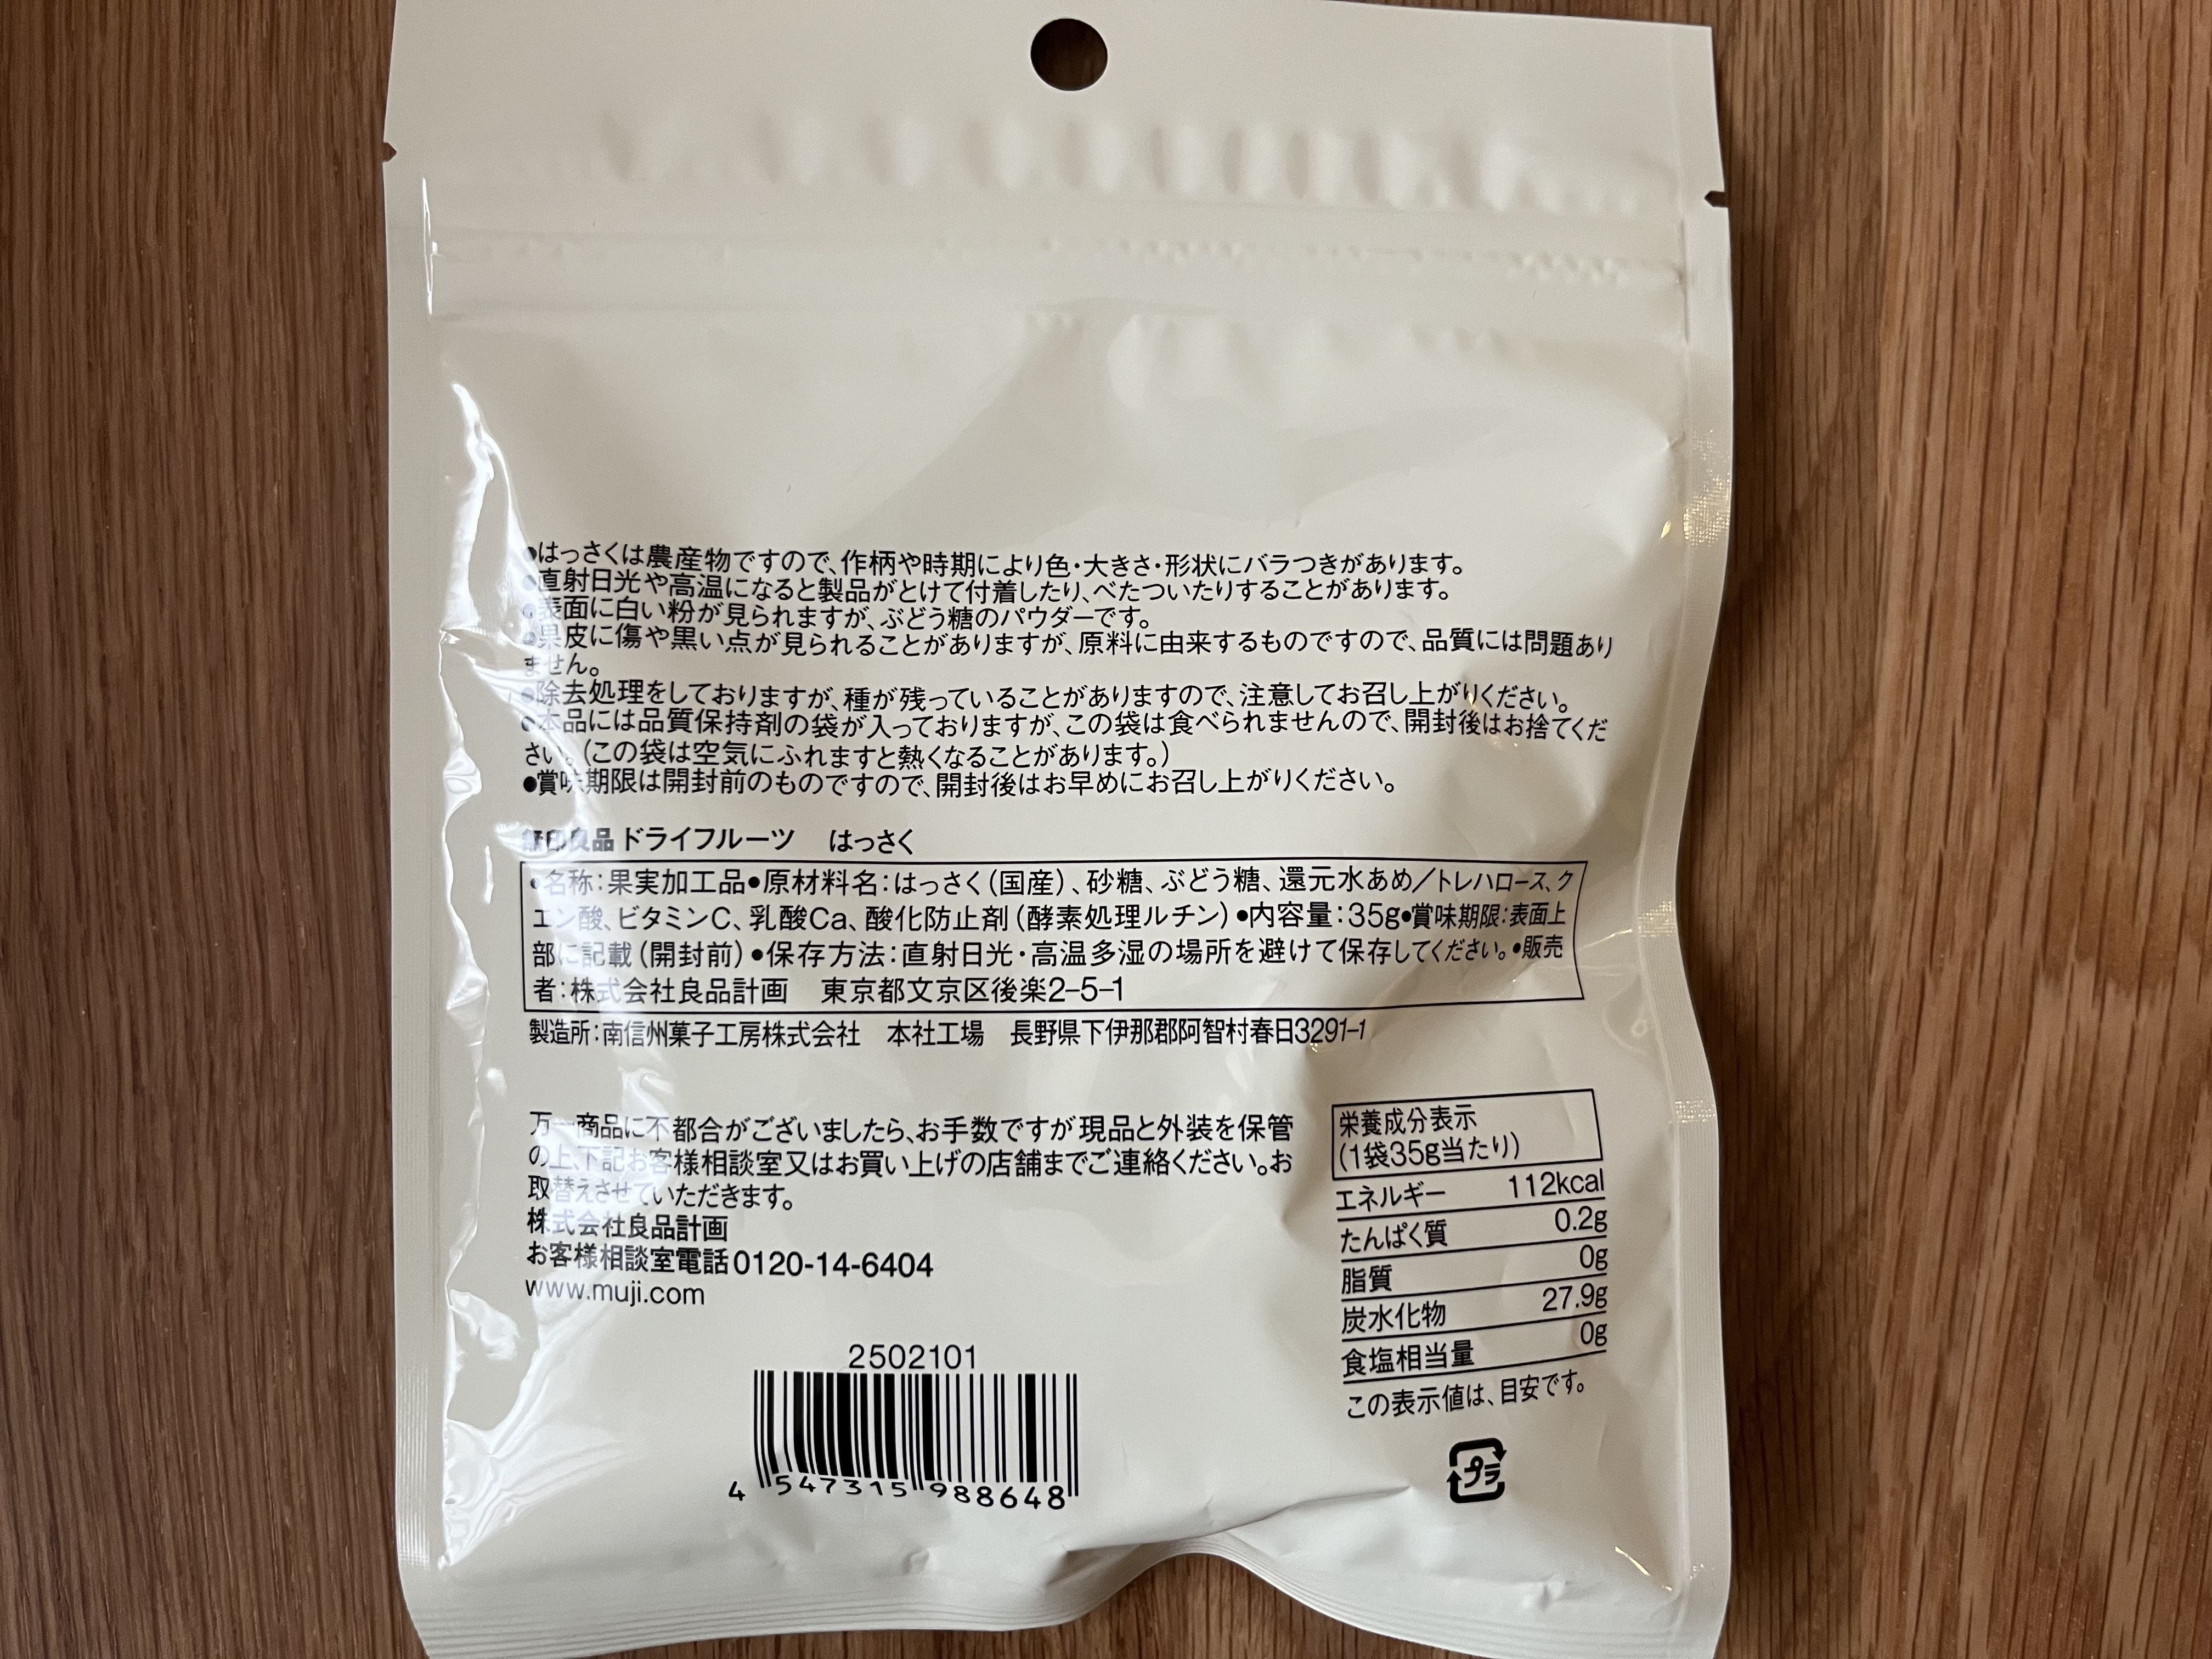 ●はっさくは農産物ですので、作柄や時期により色・大きさ・形状にバラつきがあります。
●直射日光や高温になると製品がとけて付着したり、べたついたりすることがあります。
●表面に白い粉が見られますが、ぶどう糖のパウダーです。
●果皮に傷や黒い点が見られることがありますが、原料に由来するものですので、品質には問題あり
ません。
●除去処理をしておりますが、種が残っていることがありますので、注意してお召し上がりください。
●本品には品質保持剤の袋が入っておりますが、この袋は食べられませんので、開封後はお捨てくだ
さい。(この袋は空気にふれますと熱くなることがあります。)
●賞味期限は開封前のものですので、開封後はお早めにお召し上がりください。
無印良品 ドライフルーツ　はっさく
●名称：果実加工品●原材料名：はっさく（国産）、砂糖、ぶどう糖、還元水あめ／トレハロース、ク
エン酸、ビタミンC、乳酸Ca、酸化防止剤（酵素処理ルチン）●内容量：35g●賞味期限：表面上
部に記載（開封前）●保存方法：直射日光・高温多湿の場所を避けて保存してください。●販売
者：株式会社良品計画　東京都文京区後楽2-5-1
製造所：南信州菓子工房株式会社　本社工場　長野県下伊那郡阿智村春日3291-1
万一商品に不都合がございましたら、お手数ですが現品と外装を保管
の上、下記お客様相談室又はお買い上げの店舗までご連絡ください。お
取替えさせていただきます。
株式会社良品計画
お客様相談室電話0120-14-6404
www.muji.com
2502101
4 547315 988648
栄養成分表示
(1袋35g当たり)
エネルギー 112kcal
たんぱく質 0.2g
脂質 0g
炭水化物 27.9g
食塩相当量 0g
この表示値は、目安です。
プラ